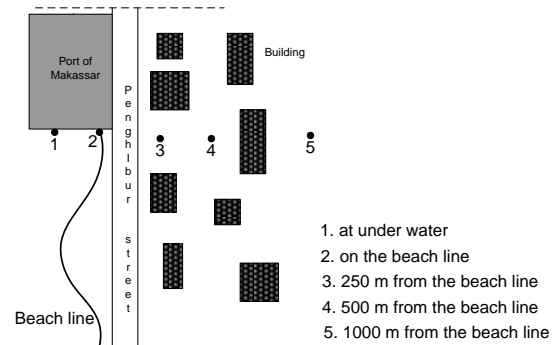 Port of
Makassar
Building
Penghlbur street
1
2
3
4
5
1. at under water
2. on the beach line
3. 250 m from the beach line
4. 500 m from the beach line
5. 1000 m from the beach line
Beach line